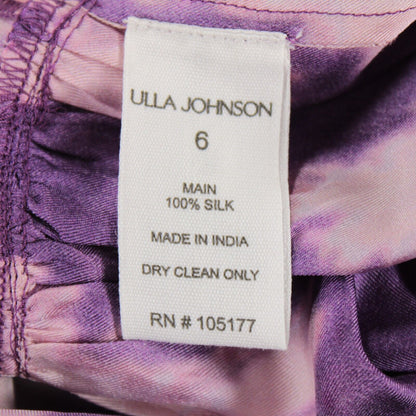 ULLA JOHNSON
6
MAIN
100% SILK
MADE IN INDIA
DRY CLEAN ONLY
RN # 105177